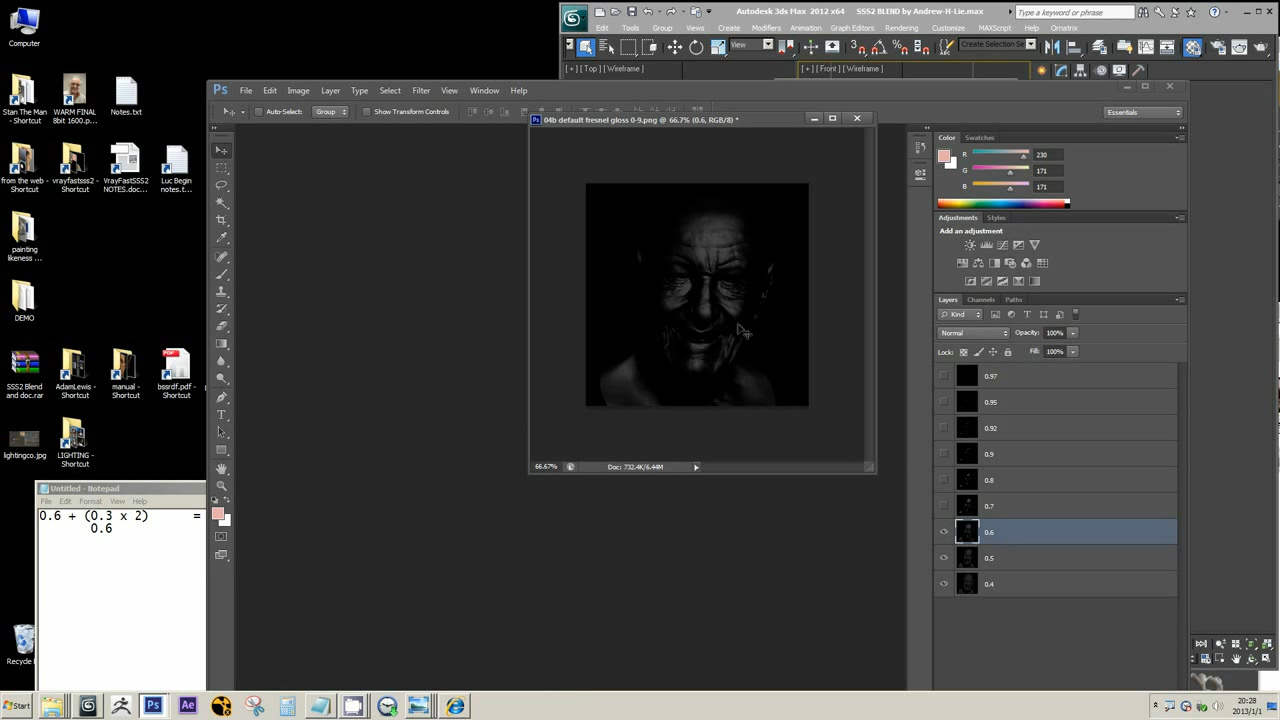 Computer
Stan The Man - Shortcut
WARM FINAL 8bit 1600.p...
Notes.txt
from the web - Shortcut
vrayfastsss2 - Shortcut
VrayFastSSS2 NOTES.doc...
Luc Begin notes.t...
painting likeness ...
DEMO
SSS2 Blend and doc.rar
AdamLewis - Shortcut
manual - Shortcut
bssrdf.pdf - Shortcut
lightingco.jpg
LIGHTING - Shortcut
Recycle
Autodesk 3ds Max 2012 x64
SSS2 BLEND by Andrew-H-Lie.max
Type a keyword or phrase
Edit Tools Group Views Create Modifiers Animation Graph Editors Rendering Customize MAXScript Help Ornatrix
View
Create Selection Se
[ + ] [ Top ] [ Wireframe ]
[ + ] [ Front ] [ Wireframe ]
Ps File Edit Image Layer Type Select Filter View Window Help
Auto-Select: Group Show Transform Controls
Essentials
Ps 04b default fresnel gloss 0-9.png @ 66.7% (0.6, RGB/8) *
66.67% Doc: 732.4K/6.44M
Color Swatches
R 230
G 171
B 171
Adjustments Styles
Add an adjustment
Layers Channels Paths
Kind
Normal Opacity: 100%
Lock: Fill: 100%
0.97
0.95
0.92
0.9
0.8
0.7
0.6
0.5
0.4
Untitled - Notepad
File Edit Format View Help
0.6 + (0.3 x 2) =
0.6
Start
Ps
Ae
20:28
2013/1/1